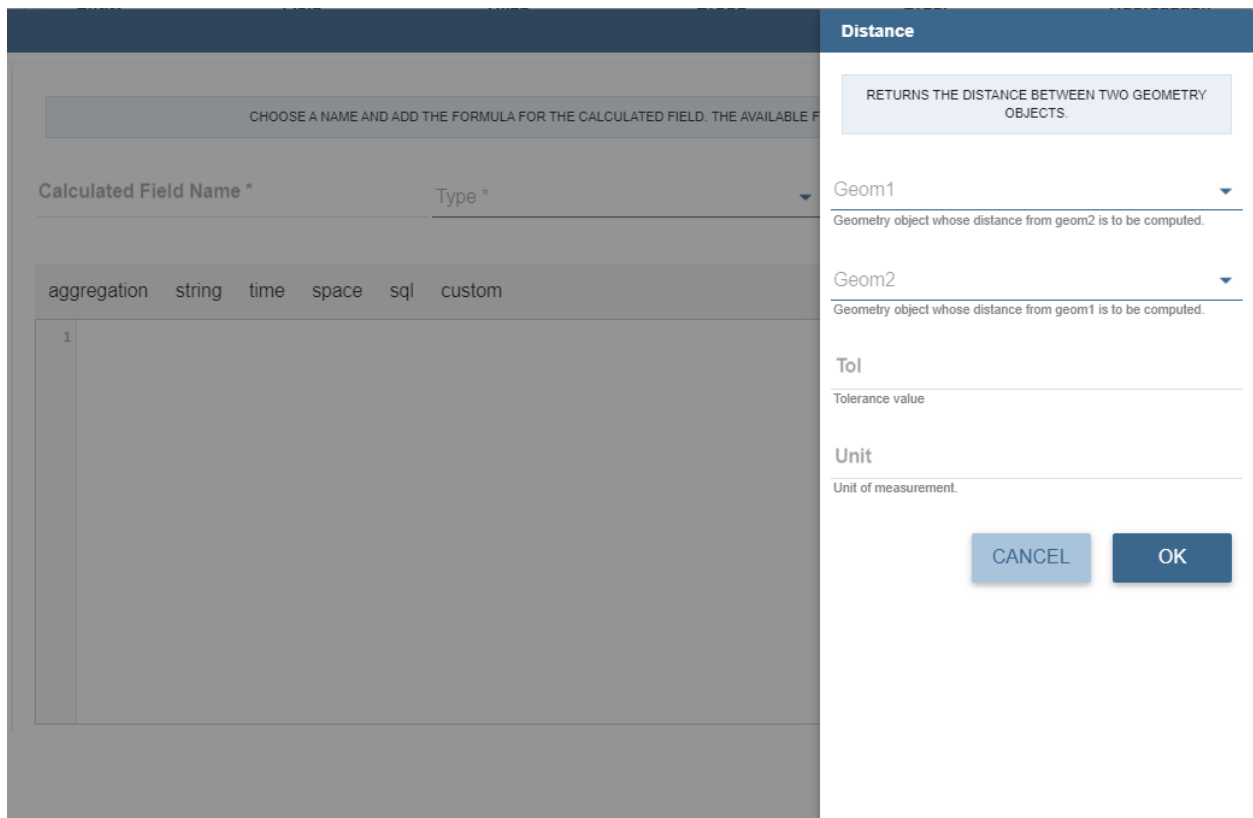 Distance
RETURNS THE DISTANCE BETWEEN TWO GEOMETRY
OBJECTS.
CHOOSE A NAME AND ADD THE FORMULA FOR THE CALCULATED FIELD. THE AVAILABLE F
Calculated Field Name *
Type *
Geom1
Geometry object whose distance from geom2 is to be computed.
Geom2
Geometry object whose distance from geom1 is to be computed.
aggregation string time space sql custom
1
Tol
Tolerance value
Unit
Unit of measurement.
CANCEL
OK